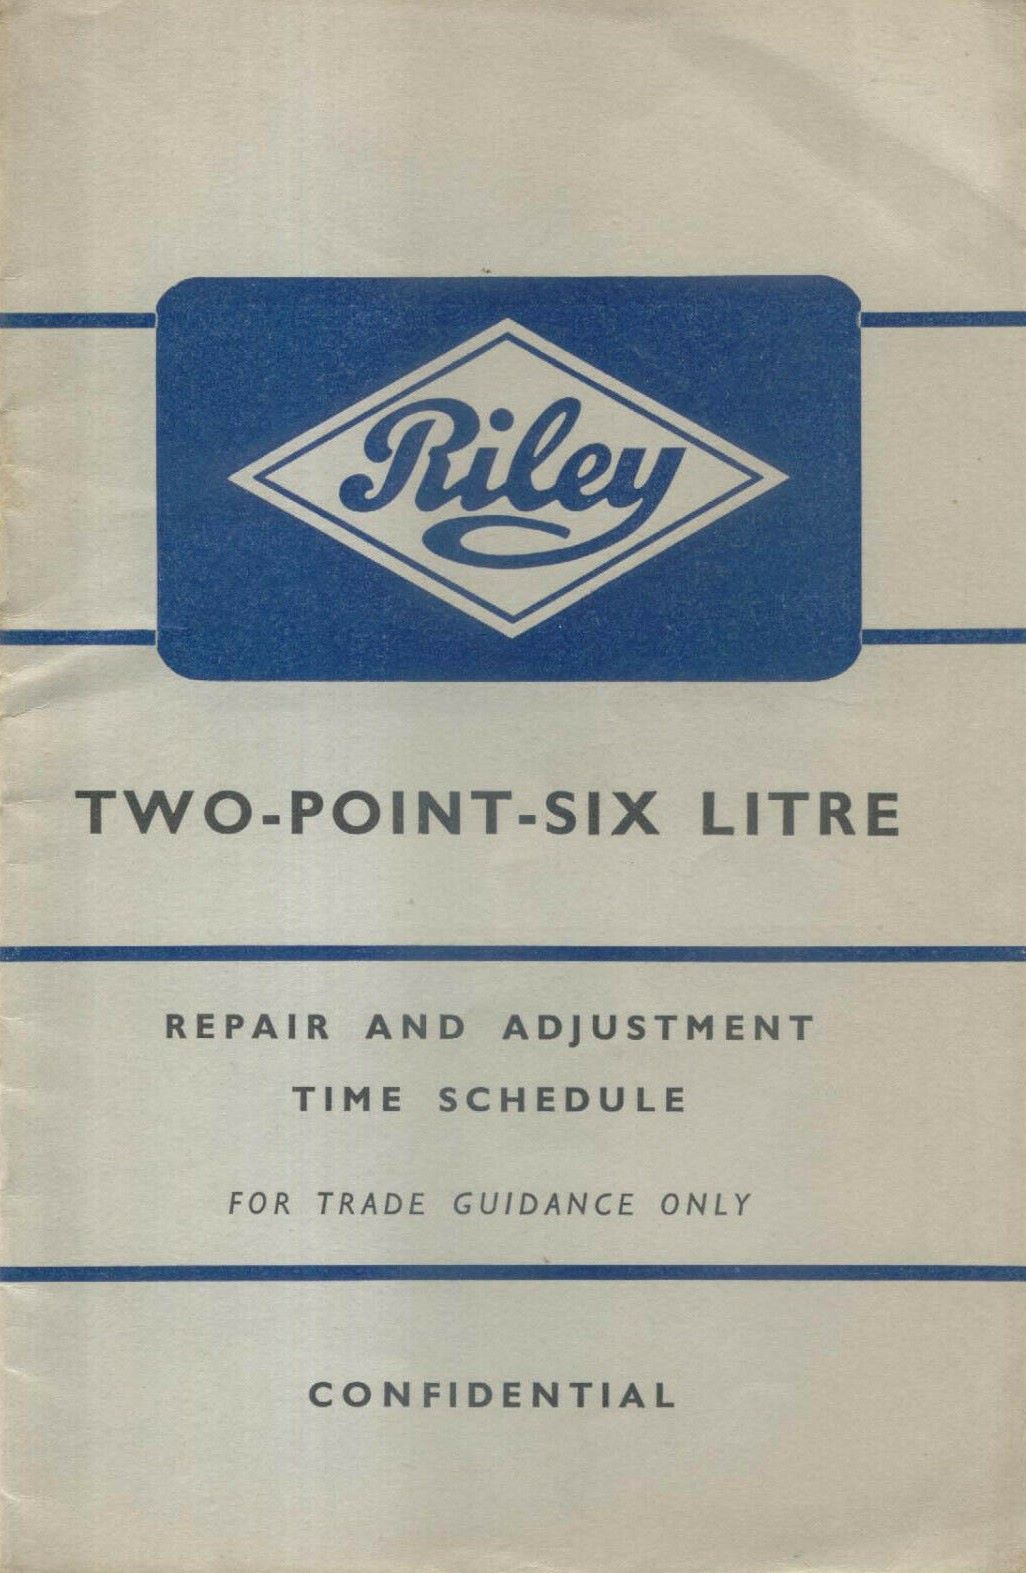 Riley
TWO-POINT-SIX LITRE
REPAIR AND ADJUSTMENT
TIME SCHEDULE
FOR TRADE GUIDANCE ONLY
CONFIDENTIAL